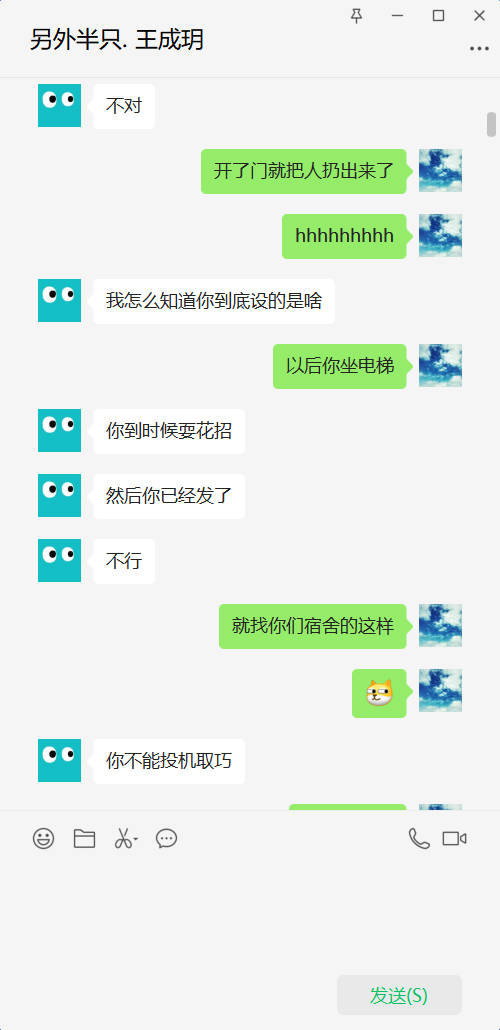 另外半只. 王成玥
不对
开了门就把人扔出来了
hhhhhhhhh
我怎么知道你到底设的是啥
以后你坐电梯
你到时候耍花招
然后你已经发了
不行
就找你们宿舍的这样
你不能投机取巧
发送(S)